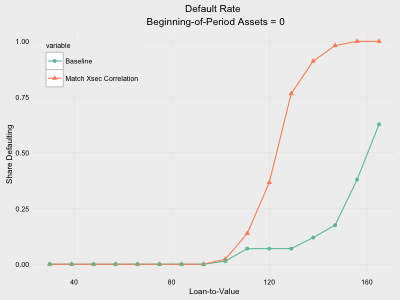 Default Rate
Beginning-of-Period Assets = 0
variable
Baseline
Match Xsec Correlation
Share Defaulting
1.00
0.75
0.50
0.25
0.00
40
80
120
160
Loan-to-Value